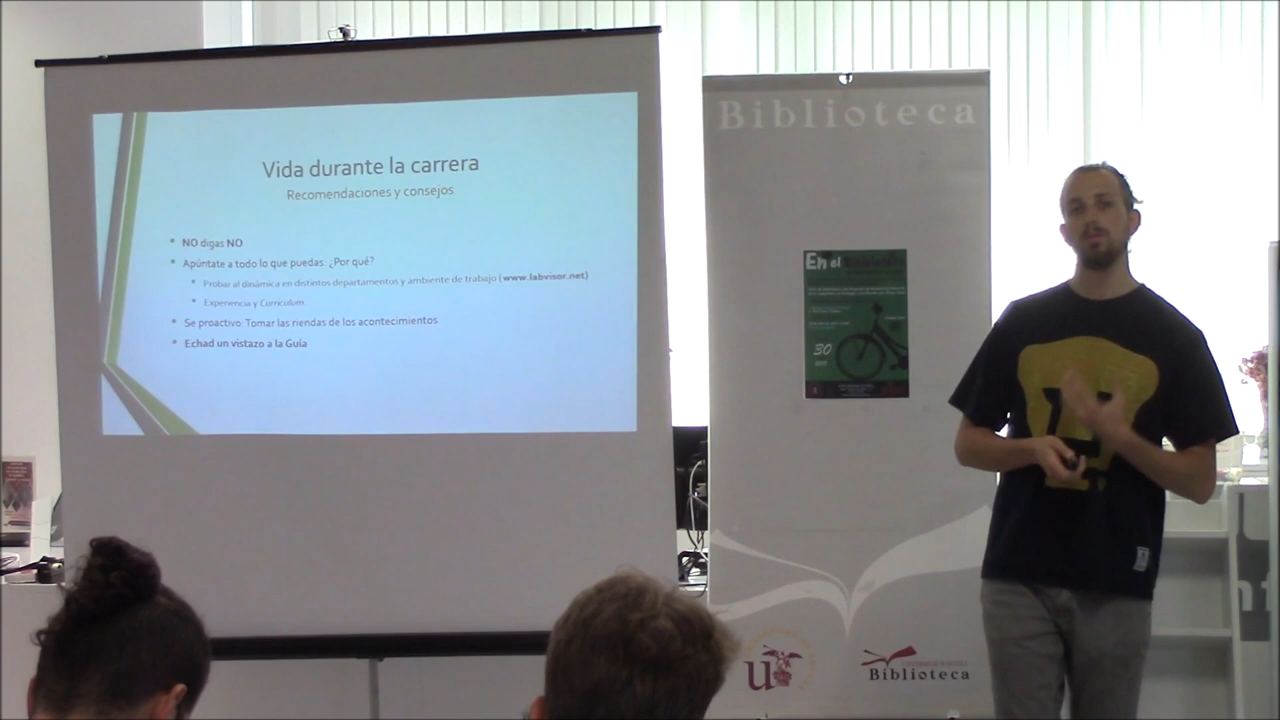 Vida durante la carrera
Recomendaciones y consejos
NO digas NO
Apúntate a todo lo que puedas: ¿Por qué?
Probar al dinámica en distintos departamentos y ambiente de trabajo (www.labvisor.net)
Experiencia y Curriculum.
Se proactivo: Tomar las riendas de los acontecimientos
Echad un vistazo a la Guía
Biblioteca
En el
30
Biblioteca